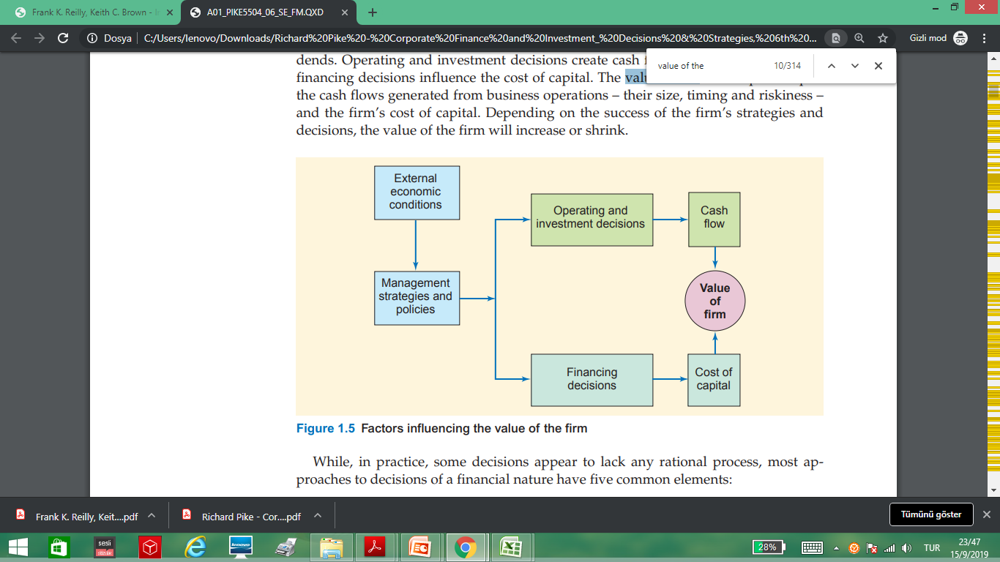 Frank K. Reilly, Keith C. Brown - I
A01_PIKE5504_06_SE_FM.QXD
Dosya
C:/Users/lenovo/Downloads/Richard%20Pike%20-%20Corporate%20Finance%20and%20Investment_%20Decisions%20&%20Strategies,%206th%20...
Gizli mod
value of the
10/314
dends. Operating and investment decisions create cash
financing decisions influence the cost of capital. The
the cash flows generated from business operations – their size, timing and riskiness –
and the firm's cost of capital. Depending on the success of the firm's strategies and
decisions, the value of the firm will increase or shrink.
External
economic
conditions
Management
strategies and
policies
Operating and
investment decisions
Cash
flow
Value
of
firm
Financing
decisions
Cost of
capital
Figure 1.5 Factors influencing the value of the firm
While, in practice, some decisions appear to lack any rational process, most ap-
proaches to decisions of a financial nature have five common elements:
Frank K. Reilly, Keit....pdf
Richard Pike - Cor....pdf
Tümünü göster
sesli
sözlük
lenovo
28%
TUR
23/47
15/9/2019